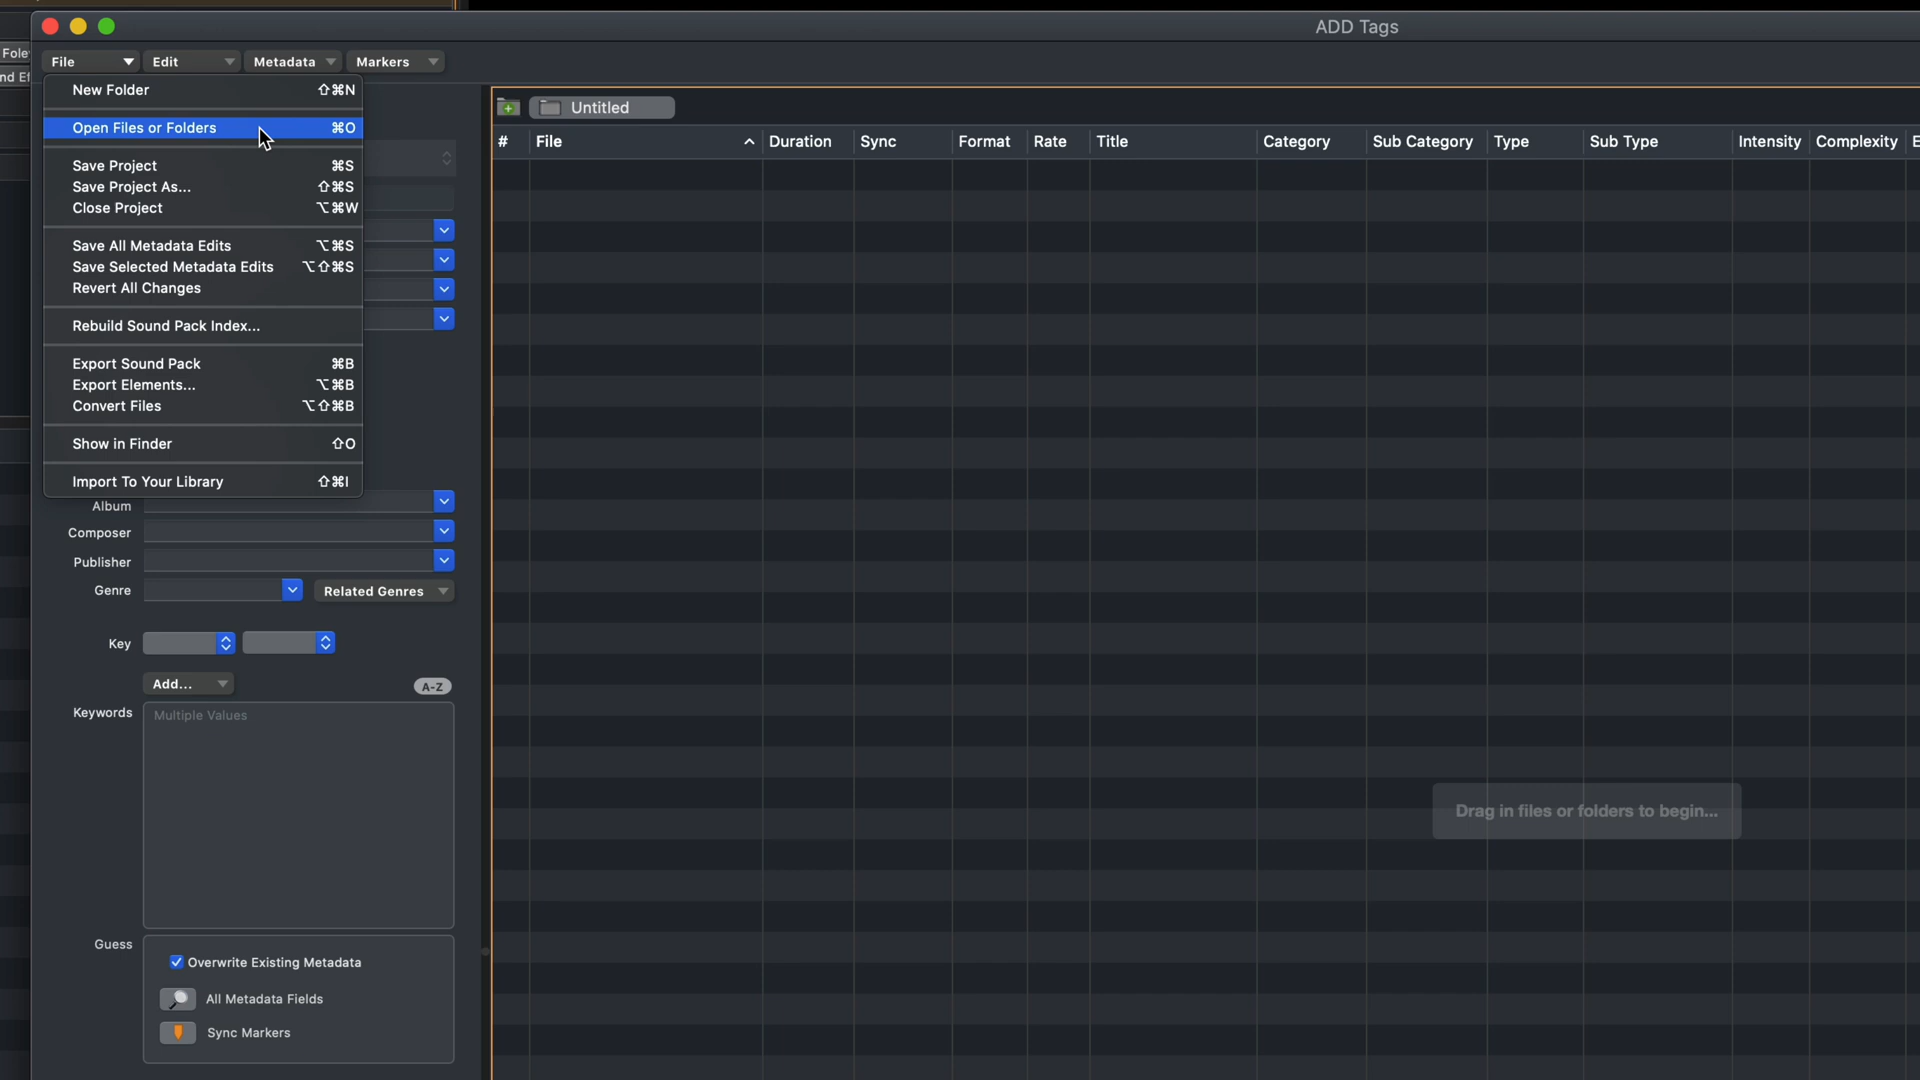 ADD Tags
File Edit Metadata Markers
Fole
nd Ef
New Folder ⇧⌘N
Open Files or Folders ⌘O
Save Project ⌘S
Save Project As... ⇧⌘S
Close Project ⌥⌘W
Save All Metadata Edits ⌥⌘S
Save Selected Metadata Edits ⌥⇧⌘S
Revert All Changes
Rebuild Sound Pack Index...
Export Sound Pack ⌘B
Export Elements... ⌥⌘B
Convert Files ⌥⇧⌘B
Show in Finder ⇧O
Import To Your Library ⇧⌘I
Album
Composer
Publisher
Genre Related Genres
Key
Add... A-Z
Keywords Multiple Values
Guess
Overwrite Existing Metadata
All Metadata Fields
Sync Markers
Untitled
# File Duration Sync Format Rate Title Category Sub Category Type Sub Type Intensity Complexity E
Drag in files or folders to begin...